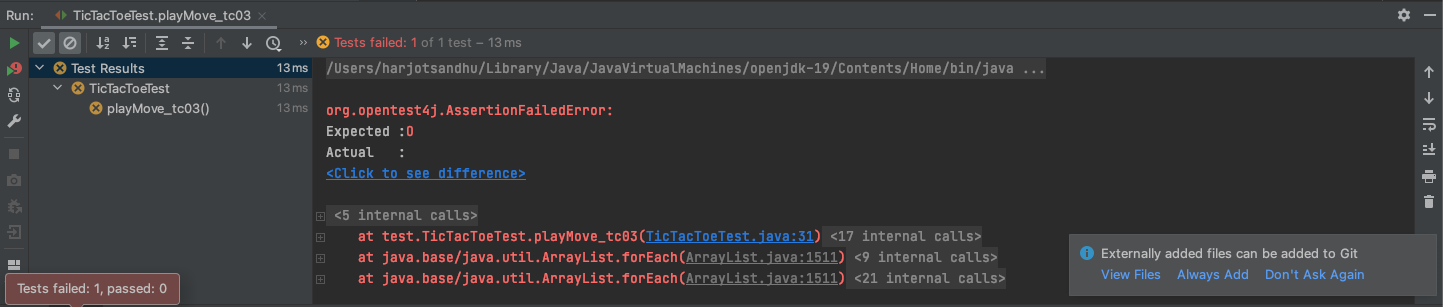 Run: TicTacToeTest.playMove_tc03
Tests failed: 1 of 1 test – 13 ms
Test Results 13 ms
TicTacToeTest 13 ms
playMove_tc03() 13 ms
/Users/harjotsandhu/Library/Java/JavaVirtualMachines/openjdk-19/Contents/Home/bin/java ...
org.opentest4j.AssertionFailedError:
Expected :O
Actual   :
<Click to see difference>
<5 internal calls>
at test.TicTacToeTest.playMove_tc03(TicTacToeTest.java:31) <17 internal calls>
at java.base/java.util.ArrayList.forEach(ArrayList.java:1511) <9 internal calls>
at java.base/java.util.ArrayList.forEach(ArrayList.java:1511) <21 internal calls>
Externally added files can be added to Git
View Files Always Add Don't Ask Again
Tests failed: 1, passed: 0